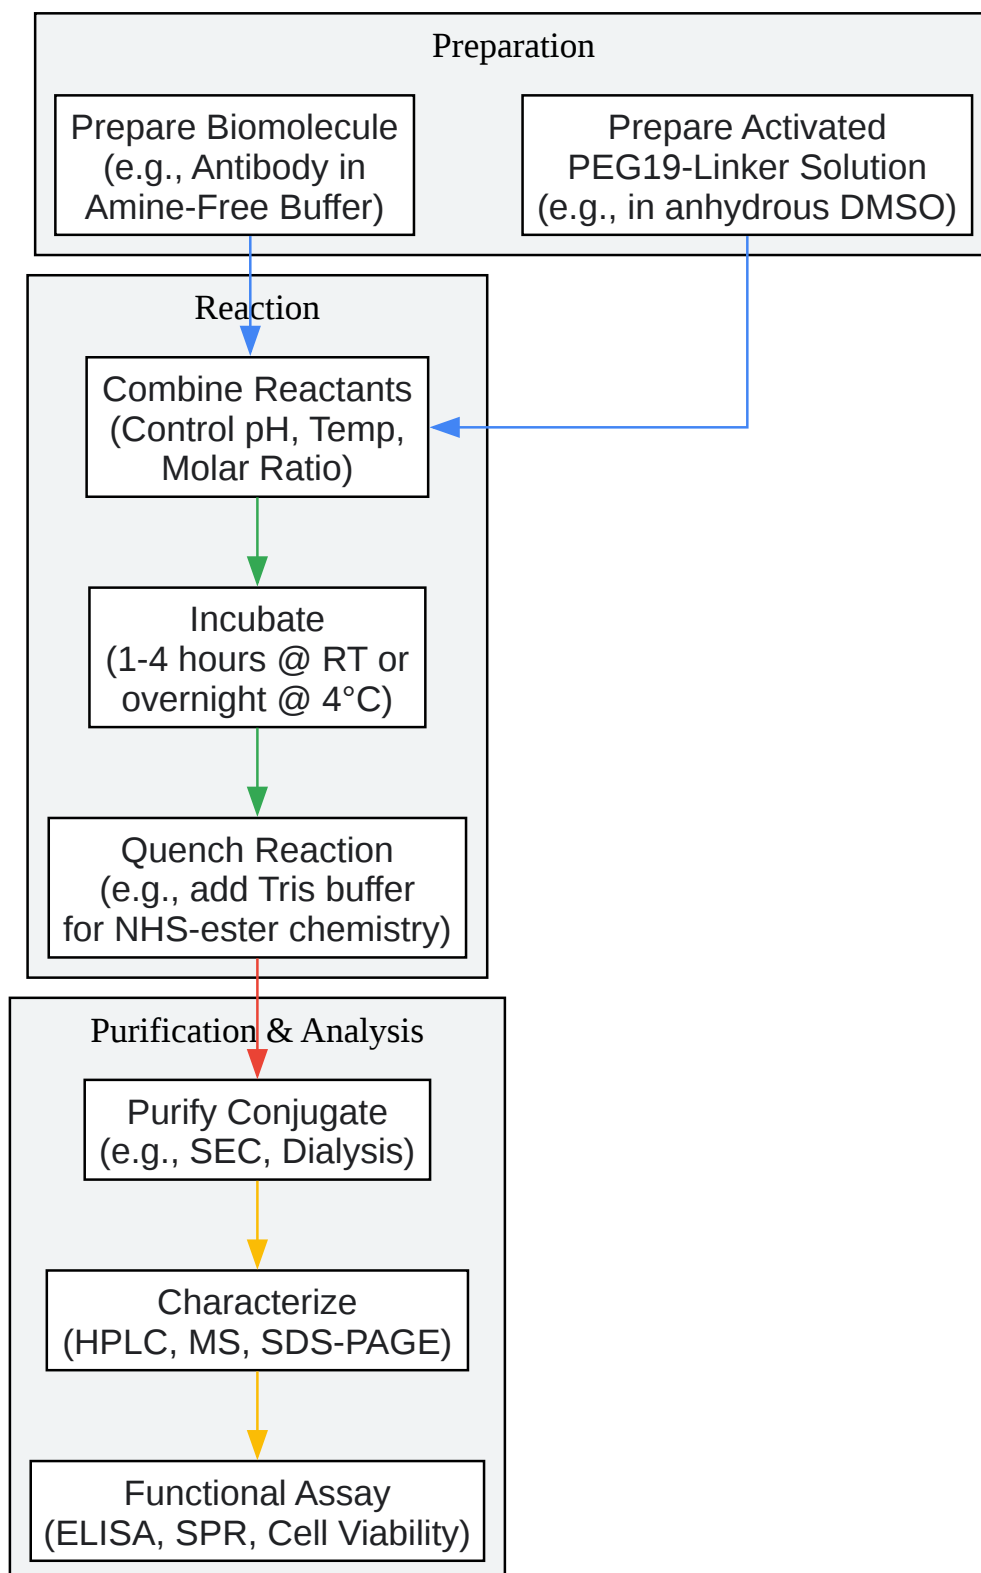 Preparation
Prepare Biomolecule
(e.g., Antibody in
Amine-Free Buffer)
Prepare Activated
PEG19-Linker Solution
(e.g., in anhydrous DMSO)
Reaction
Combine Reactants
(Control pH, Temp,
Molar Ratio)
Incubate
(1-4 hours @ RT or
overnight @ 4°C)
Quench Reaction
(e.g., add Tris buffer
for NHS-ester chemistry)
Purification & Analysis
Purify Conjugate
(e.g., SEC, Dialysis)
Characterize
(HPLC, MS, SDS-PAGE)
Functional Assay
(ELISA, SPR, Cell Viability)